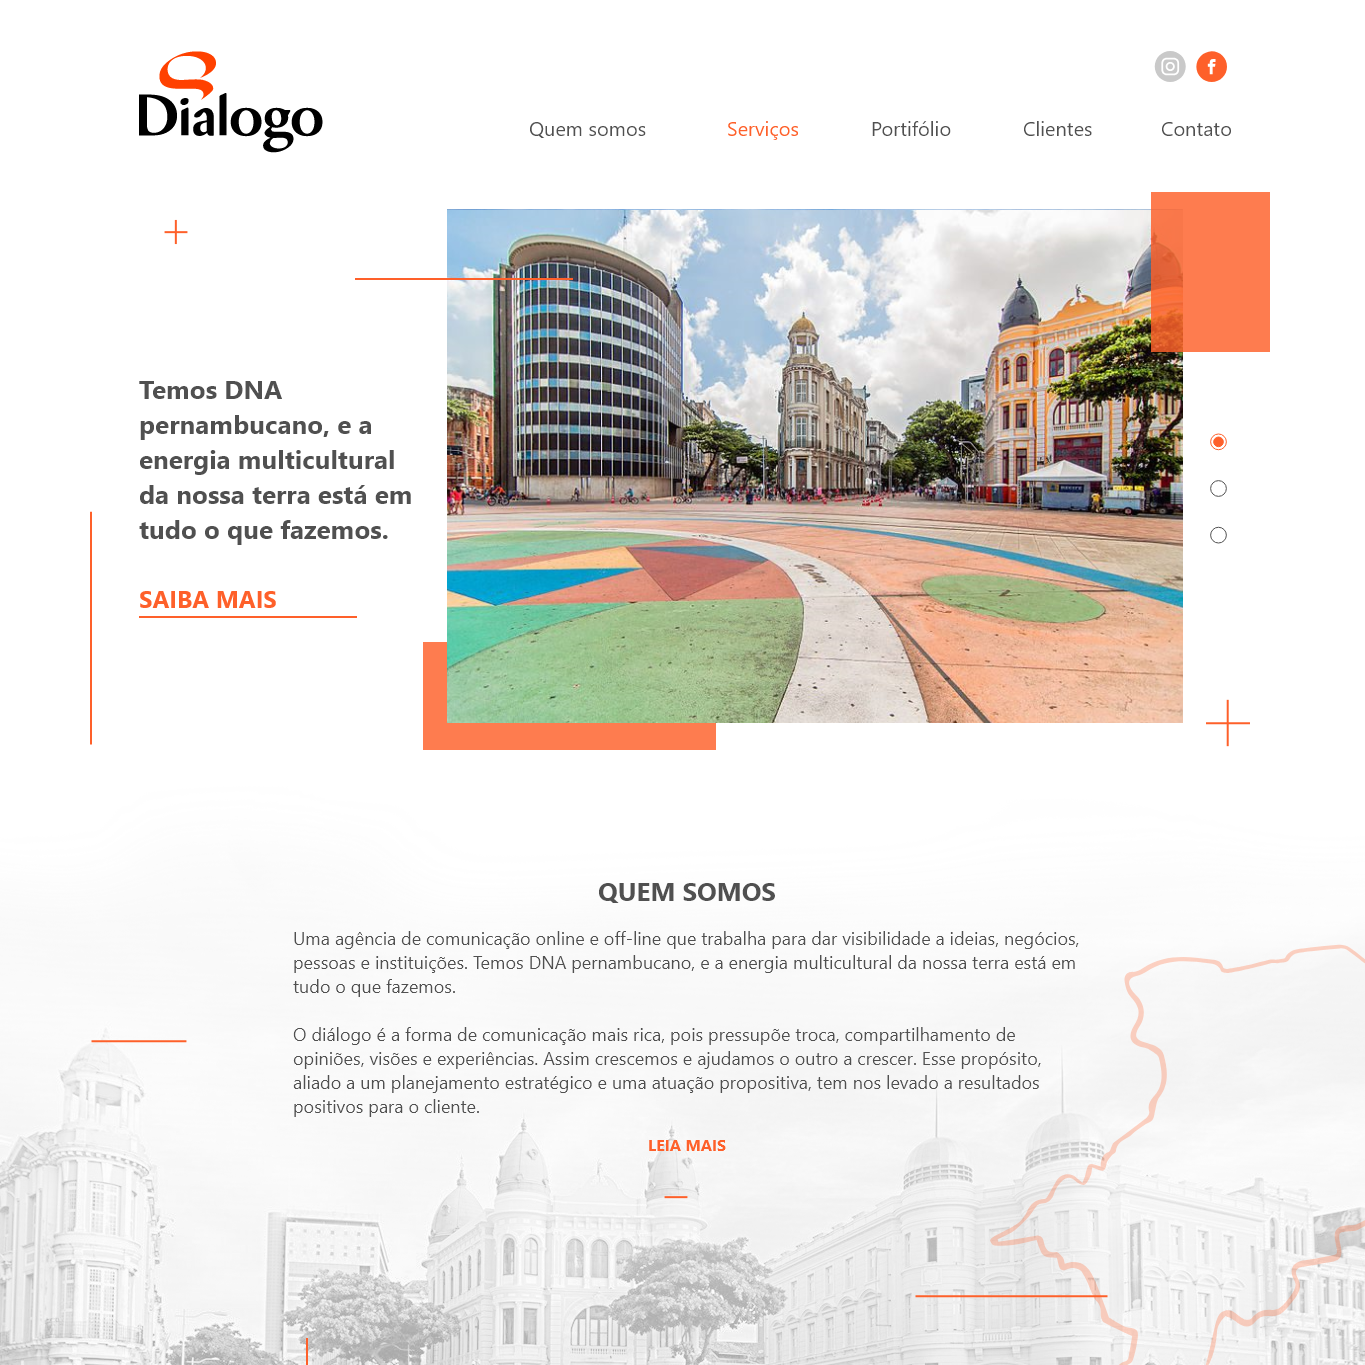 Dialogo
Quem somos
Serviços
Portifólio
Clientes
Contato
Temos DNA
pernambucano, e a
energia multicultural
da nossa terra está em
tudo o que fazemos.
SAIBA MAIS
QUEM SOMOS
Uma agência de comunicação online e off-line que trabalha para dar visibilidade a ideias, negócios,
pessoas e instituições. Temos DNA pernambucano, e a energia multicultural da nossa terra está em
tudo o que fazemos.
O diálogo é a forma de comunicação mais rica, pois pressupõe troca, compartilhamento de
opiniões, visões e experiências. Assim crescemos e ajudamos o outro a crescer. Esse propósito,
aliado a um planejamento estratégico e uma atuação propositiva, tem nos levado a resultados
positivos para o cliente.
LEIA MAIS